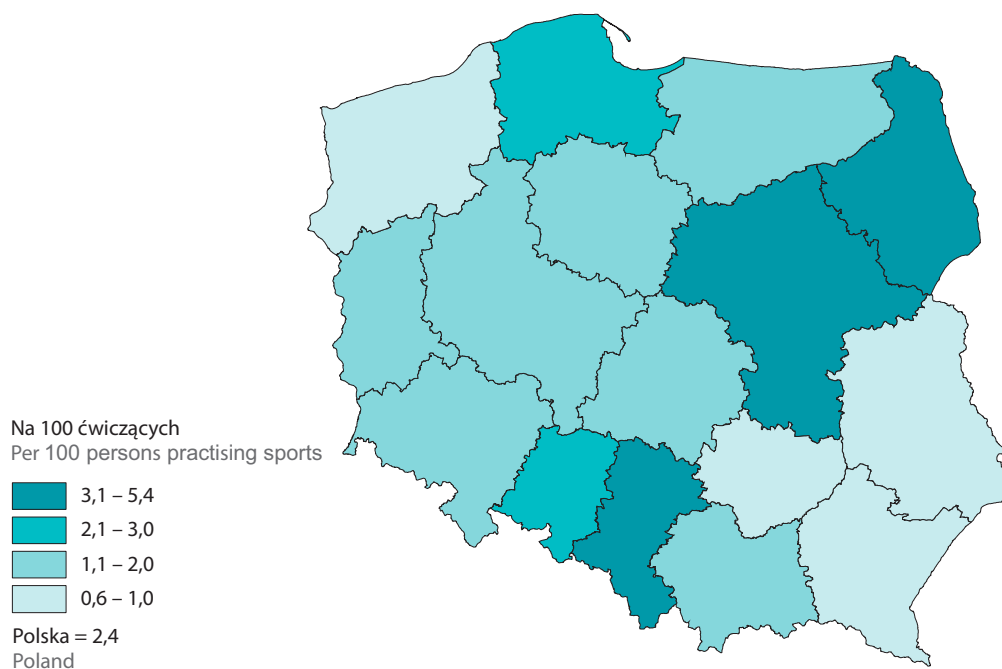 Na 100 ćwiczących
Per 100 persons practising sports
3,1 – 5,4
2,1 – 3,0
1,1 – 2,0
0,6 – 1,0
Polska = 2,4
Poland